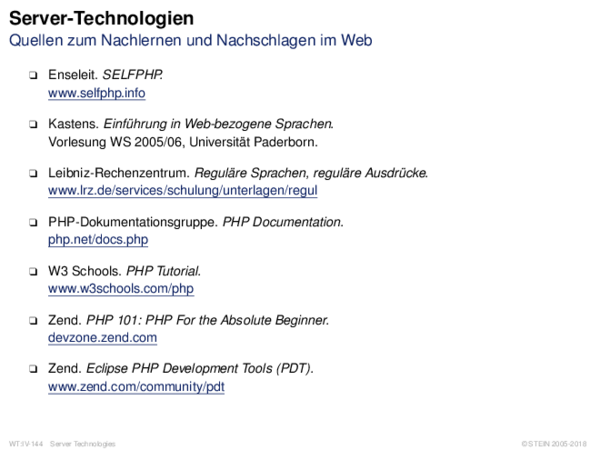 Server-Technologien
Quellen zum Nachlernen und Nachschlagen im Web
❑ Enseleit. SELFPHP.
www.selfphp.info
❑ Kastens. Einführung in Web-bezogene Sprachen.
Vorlesung WS 2005/06, Universität Paderborn.
❑ Leibniz-Rechenzentrum. Reguläre Sprachen, reguläre Ausdrücke.
www.lrz.de/services/schulung/unterlagen/regul
❑ PHP-Dokumentationsgruppe. PHP Documentation.
php.net/docs.php
❑ W3 Schools. PHP Tutorial.
www.w3schools.com/php
❑ Zend. PHP 101: PHP For the Absolute Beginner.
devzone.zend.com
❑ Zend. Eclipse PHP Development Tools (PDT).
www.zend.com/community/pdt
WT:IV-144 Server Technologies © STEIN 2005-2018